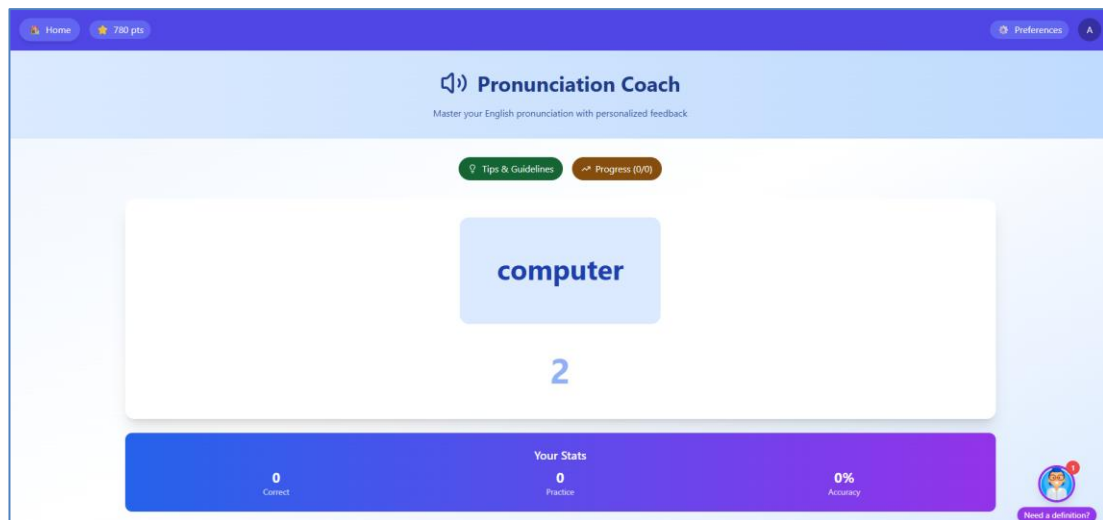 Home 780 pts Preferences A
Pronunciation Coach
Master your English pronunciation with personalized feedback
Tips & Guidelines Progress (0/0)
computer
2
Your Stats
0 0 0%
Correct Practice Accuracy
1
Need a definition?